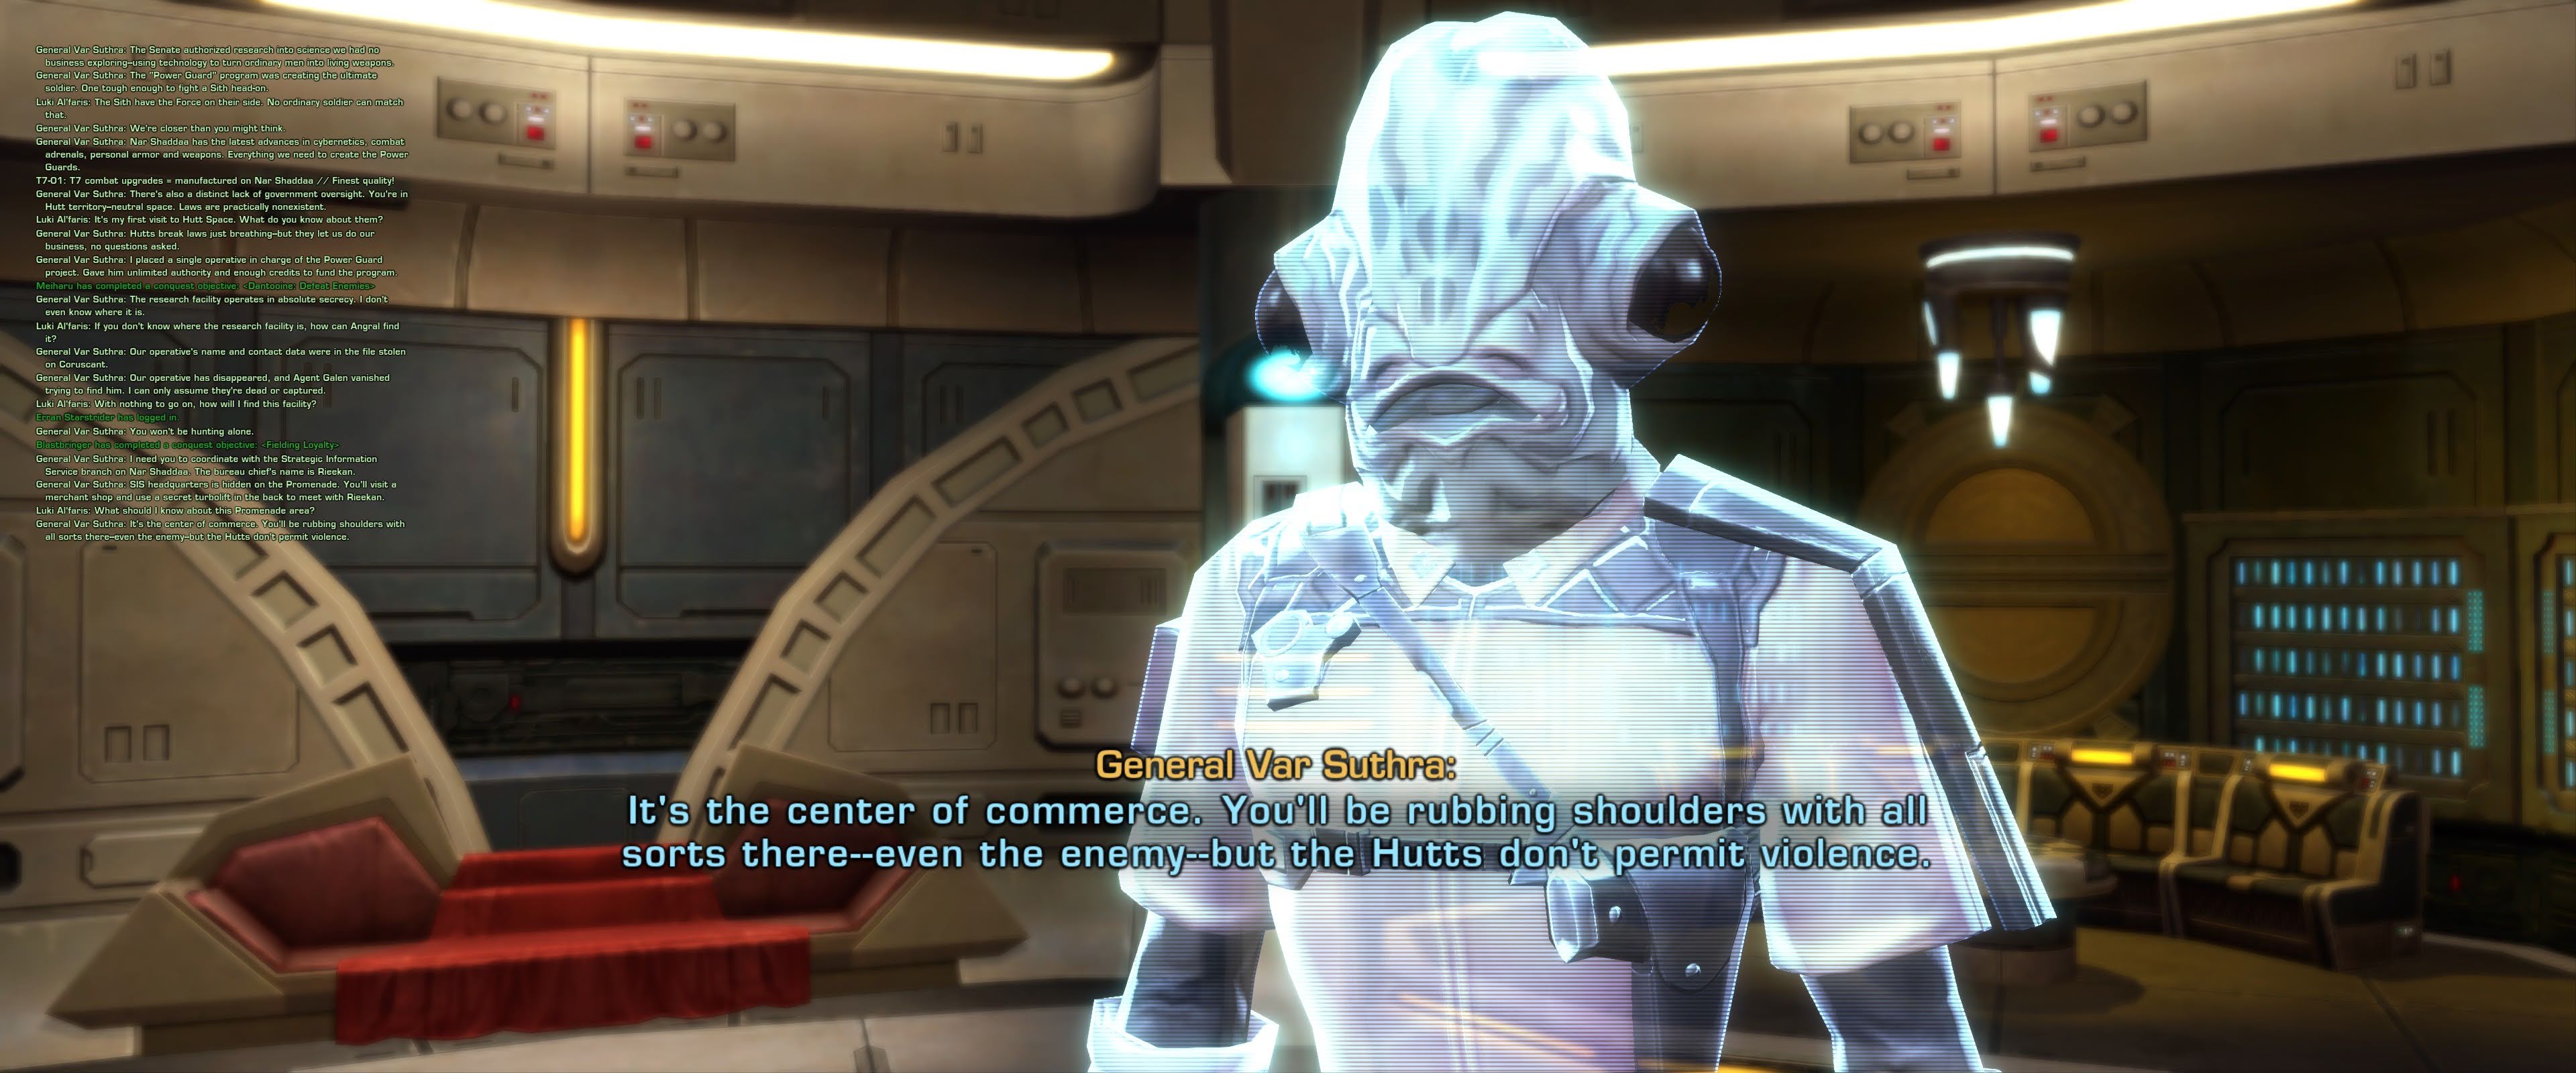 General Var Suthra: The Senate authorized research into science we had no
business exploring--using technology to turn ordinary men into living weapons.
General Var Suthra: The "Power Guard" program was creating the ultimate
soldier. One tough enough to fight a Sith head-on.
Luki Al'faris: The Sith have the Force on their side. No ordinary soldier can match
that.
General Var Suthra: We're closer than you might think.
General Var Suthra: Nar Shaddaa has the latest advances in cybernetics, combat
adrenals, personal armor and weapons. Everything we need to create the Power
Guards.
T7-01: T7 combat upgrades = manufactured on Nar Shaddaa // Finest quality!
General Var Suthra: There's also a distinct lack of government oversight. You're in
Hutt territory--neutral space. Laws are practically nonexistent.
Luki Al'faris: It's my first visit to Hutt Space. What do you know about them?
General Var Suthra: Hutts break laws just breathing--but they let us do our
business, no questions asked.
General Var Suthra: I placed a single operative in charge of the Power Guard
project. Gave him unlimited authority and enough credits to fund the program.
Meiharu has completed a conquest objective: <Dantooine: Defeat Enemies>
General Var Suthra: The research facility operates in absolute secrecy. I don't
even know where it is.
Luki Al'faris: If you don't know where the research facility is, how can Angral find
it?
General Var Suthra: Our operative's name and contact data were in the file stolen
on Coruscant.
General Var Suthra: Our operative has disappeared, and Agent Galen vanished
trying to find him. I can only assume they're dead or captured.
Luki Al'faris: With nothing to go on, how will I find this facility?
Erran Starstrider has logged in.
General Var Suthra: You won't be hunting alone.
Blastbringer has completed a conquest objective: <Fielding Loyalty>
General Var Suthra: I need you to coordinate with the Strategic Information
Service branch on Nar Shaddaa. The bureau chief's name is Rieekan.
General Var Suthra: SIS headquarters is hidden on the Promenade. You'll visit a
merchant shop and use a secret turbolift in the back to meet with Rieekan.
Luki Al'faris: What should I know about this Promenade area?
General Var Suthra: It's the center of commerce. You'll be rubbing shoulders with
all sorts there--even the enemy--but the Hutts don't permit violence.
General Var Suthra:
It's the center of commerce. You'll be rubbing shoulders with all
sorts there--even the enemy--but the Hutts don't permit violence.